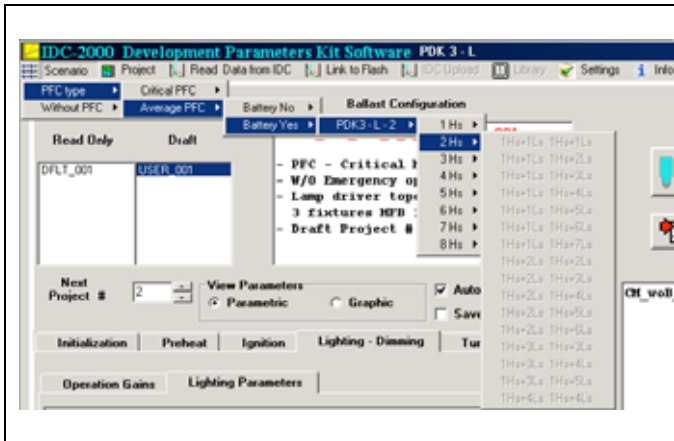 IDC-2000 Development Parameters Kit Software PDK 3 - L
Scenario Project Read Data from IDC Link to Flash IDC Upload Library Settings Info
PFC type Critical PFC
Without PFC Average PFC Battery No Ballast Configuration
Battery Yes PDK3 - L - 2 1 Hs
Read Only Draft 2 Hs 1Hs+1Ls 1Hs+1Ls
DFLT_001 USER_001 - PFC - Critical 3 Hs 1Hs+1Ls 1Hs+2Ls
- W/O Emergency op 4 Hs 1Hs+1Ls 1Hs+3Ls
- Lamp driver tope 5 Hs 1Hs+1Ls 1Hs+4Ls
3 fixtures MFB 6 Hs 1Hs+1Ls 1Hs+5Ls
- Draft Project # 7 Hs 1Hs+1Ls 1Hs+6Ls
8 Hs 1Hs+1Ls 1Hs+7Ls
1Hs+2Ls 1Hs+2Ls
1Hs+2Ls 1Hs+3Ls
Next Project # 2 View Parameters Auto 1Hs+2Ls 1Hs+4Ls
Parametric Graphic Save 1Hs+2Ls 1Hs+5Ls
1Hs+2Ls 1Hs+6Ls
Initialization Preheat Ignition Lighting - Dimming Tur 1Hs+3Ls 1Hs+3Ls
1Hs+3Ls 1Hs+4Ls
Operation Gains Lighting Parameters 1Hs+3Ls 1Hs+5Ls
1Hs+4Ls 1Hs+4Ls